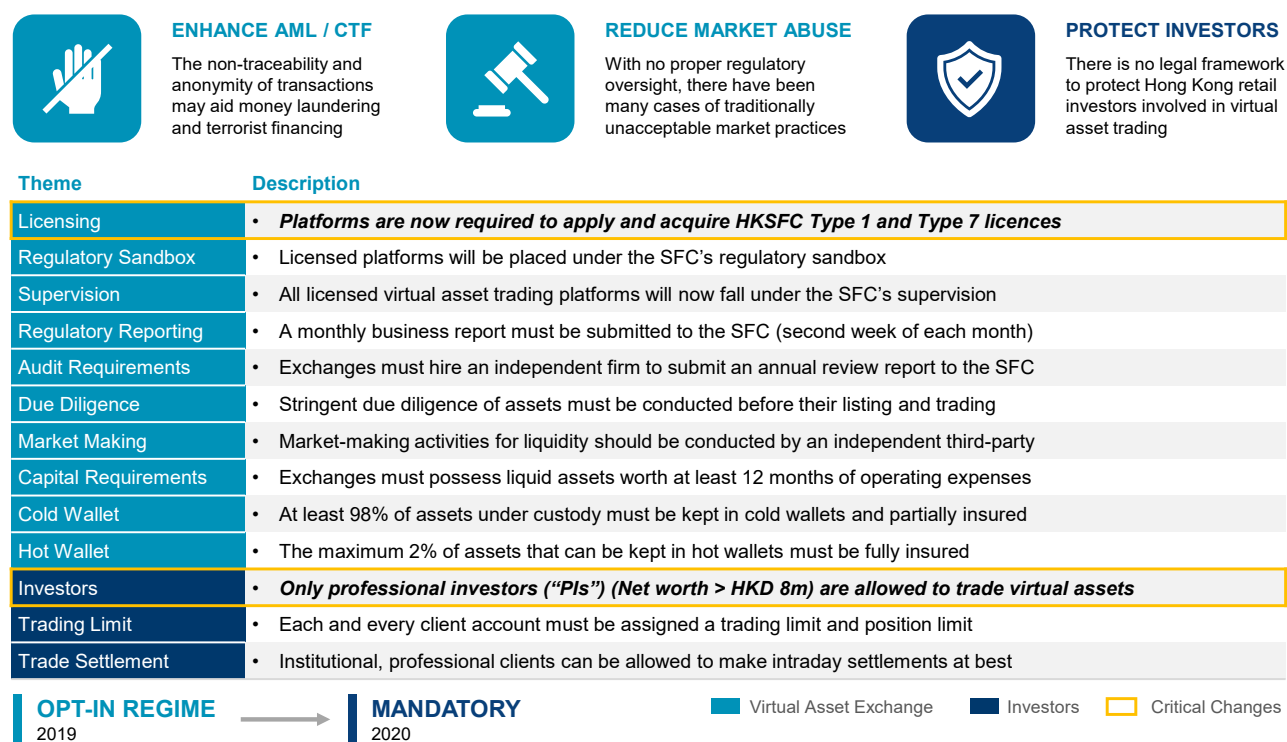 ENHANCE AML / CTF
The non-traceability and
anonymity of transactions
may aid money laundering
and terrorist financing
REDUCE MARKET ABUSE
With no proper regulatory
oversight, there have been
many cases of traditionally
unacceptable market practices
PROTECT INVESTORS
There is no legal framework
to protect Hong Kong retail
investors involved in virtual
asset trading
Theme Description
Licensing • Platforms are now required to apply and acquire HKSFC Type 1 and Type 7 licences
Regulatory Sandbox • Licensed platforms will be placed under the SFC’s regulatory sandbox
Supervision • All licensed virtual asset trading platforms will now fall under the SFC’s supervision
Regulatory Reporting • A monthly business report must be submitted to the SFC (second week of each month)
Audit Requirements • Exchanges must hire an independent firm to submit an annual review report to the SFC
Due Diligence • Stringent due diligence of assets must be conducted before their listing and trading
Market Making • Market-making activities for liquidity should be conducted by an independent third-party
Capital Requirements • Exchanges must possess liquid assets worth at least 12 months of operating expenses
Cold Wallet • At least 98% of assets under custody must be kept in cold wallets and partially insured
Hot Wallet • The maximum 2% of assets that can be kept in hot wallets must be fully insured
Investors • Only professional investors (“PIs”) (Net worth > HKD 8m) are allowed to trade virtual assets
Trading Limit • Each and every client account must be assigned a trading limit and position limit
Trade Settlement • Institutional, professional clients can be allowed to make intraday settlements at best
OPT-IN REGIME
2019
MANDATORY
2020
Virtual Asset Exchange Investors Critical Changes